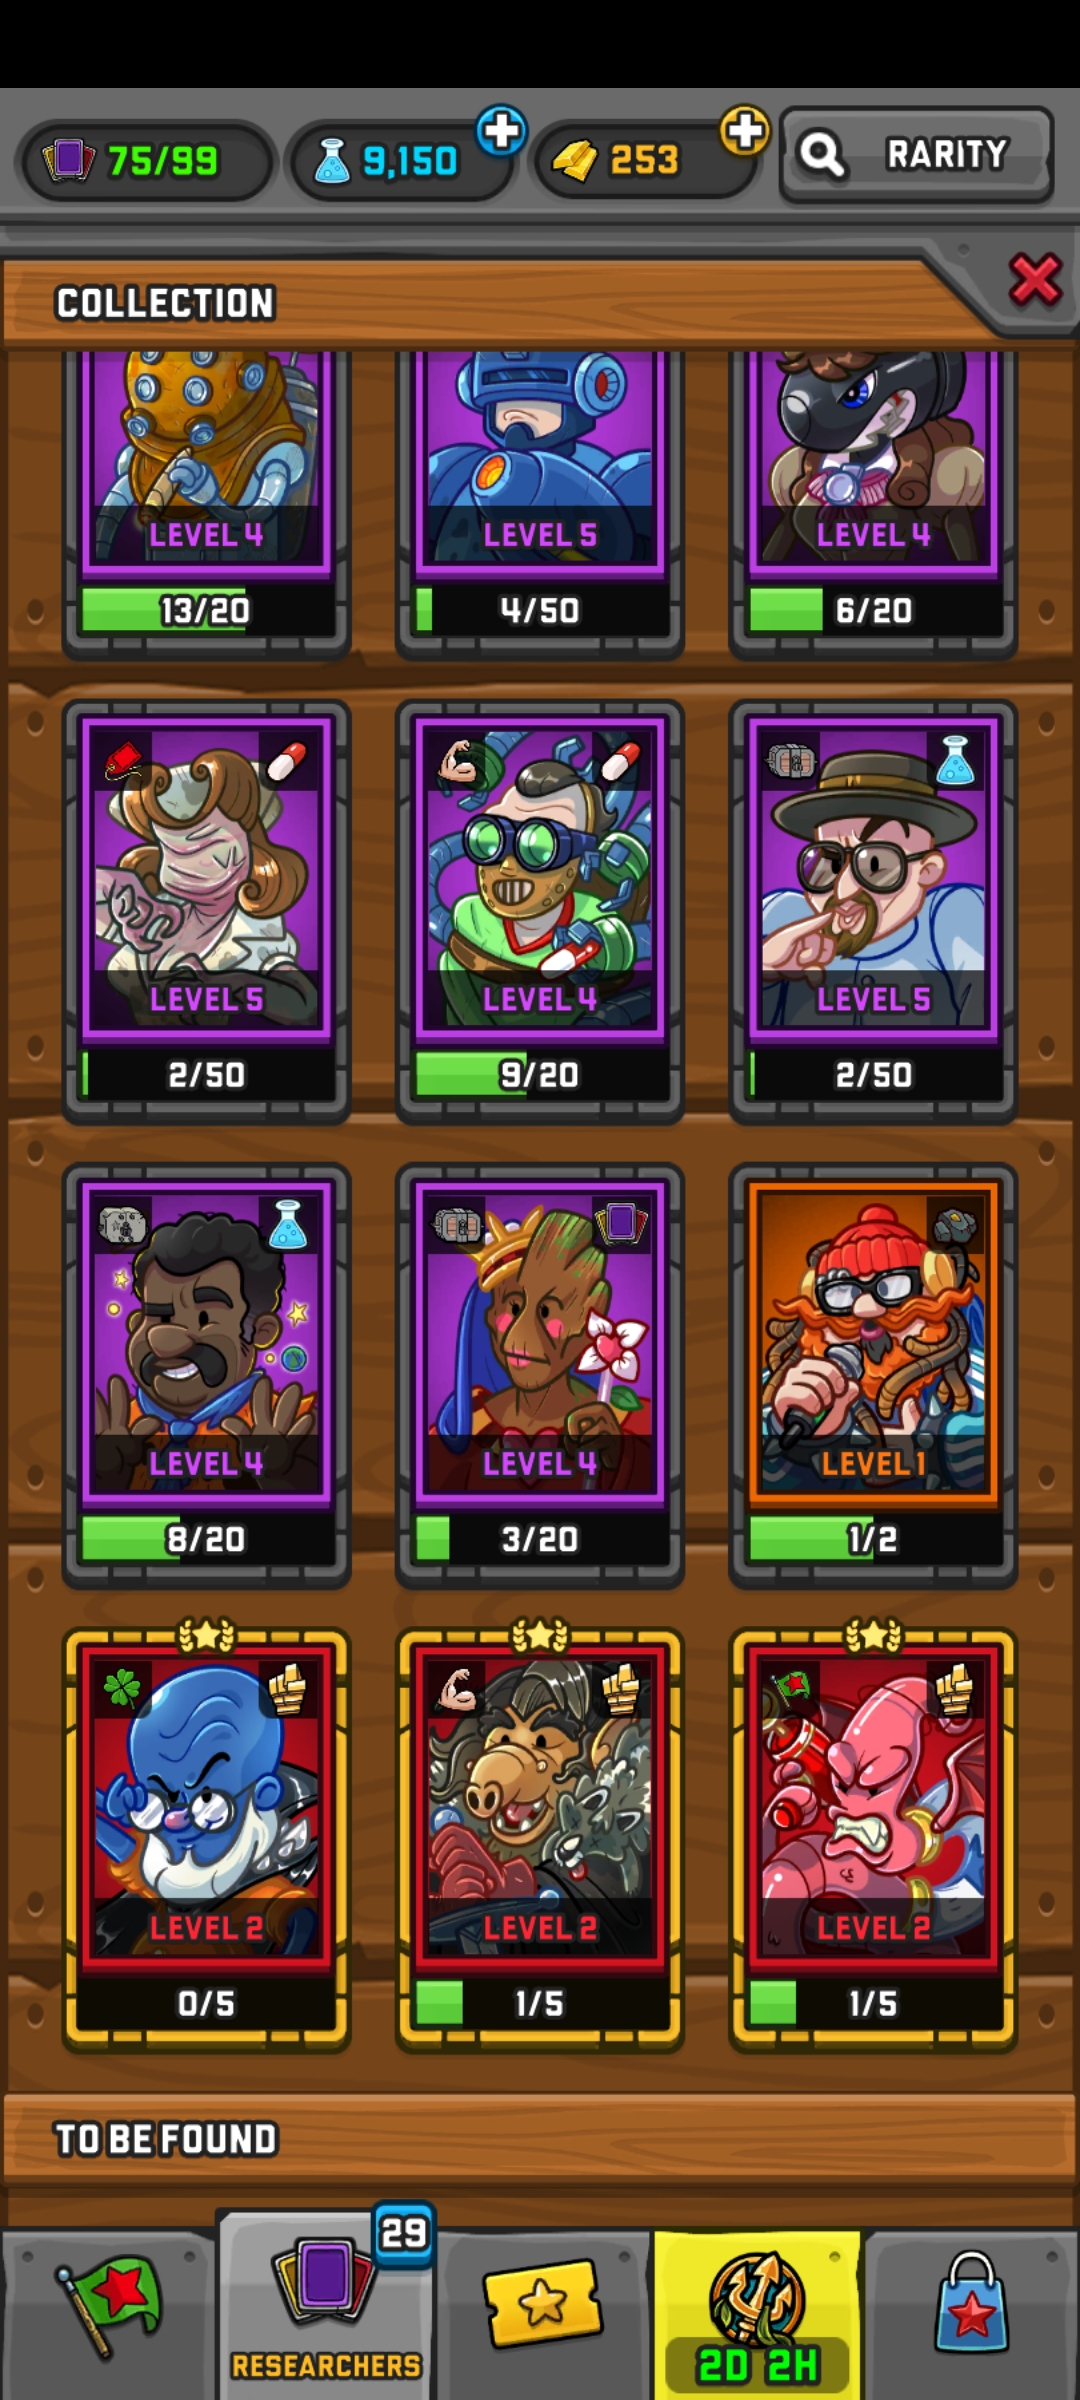 75/99 9,150 253 RARITY
COLLECTION
LEVEL 4 LEVEL 5 LEVEL 4
13/20 4/50 6/20
LEVEL 5 LEVEL 4 LEVEL 5
2/50 9/20 2/50
LEVEL 4 LEVEL 4 LEVEL 1
8/20 3/20 1/2
LEVEL 2 LEVEL 2 LEVEL 2
0/5 1/5 1/5
TO BE FOUND
29
RESEARCHERS 2D 2H